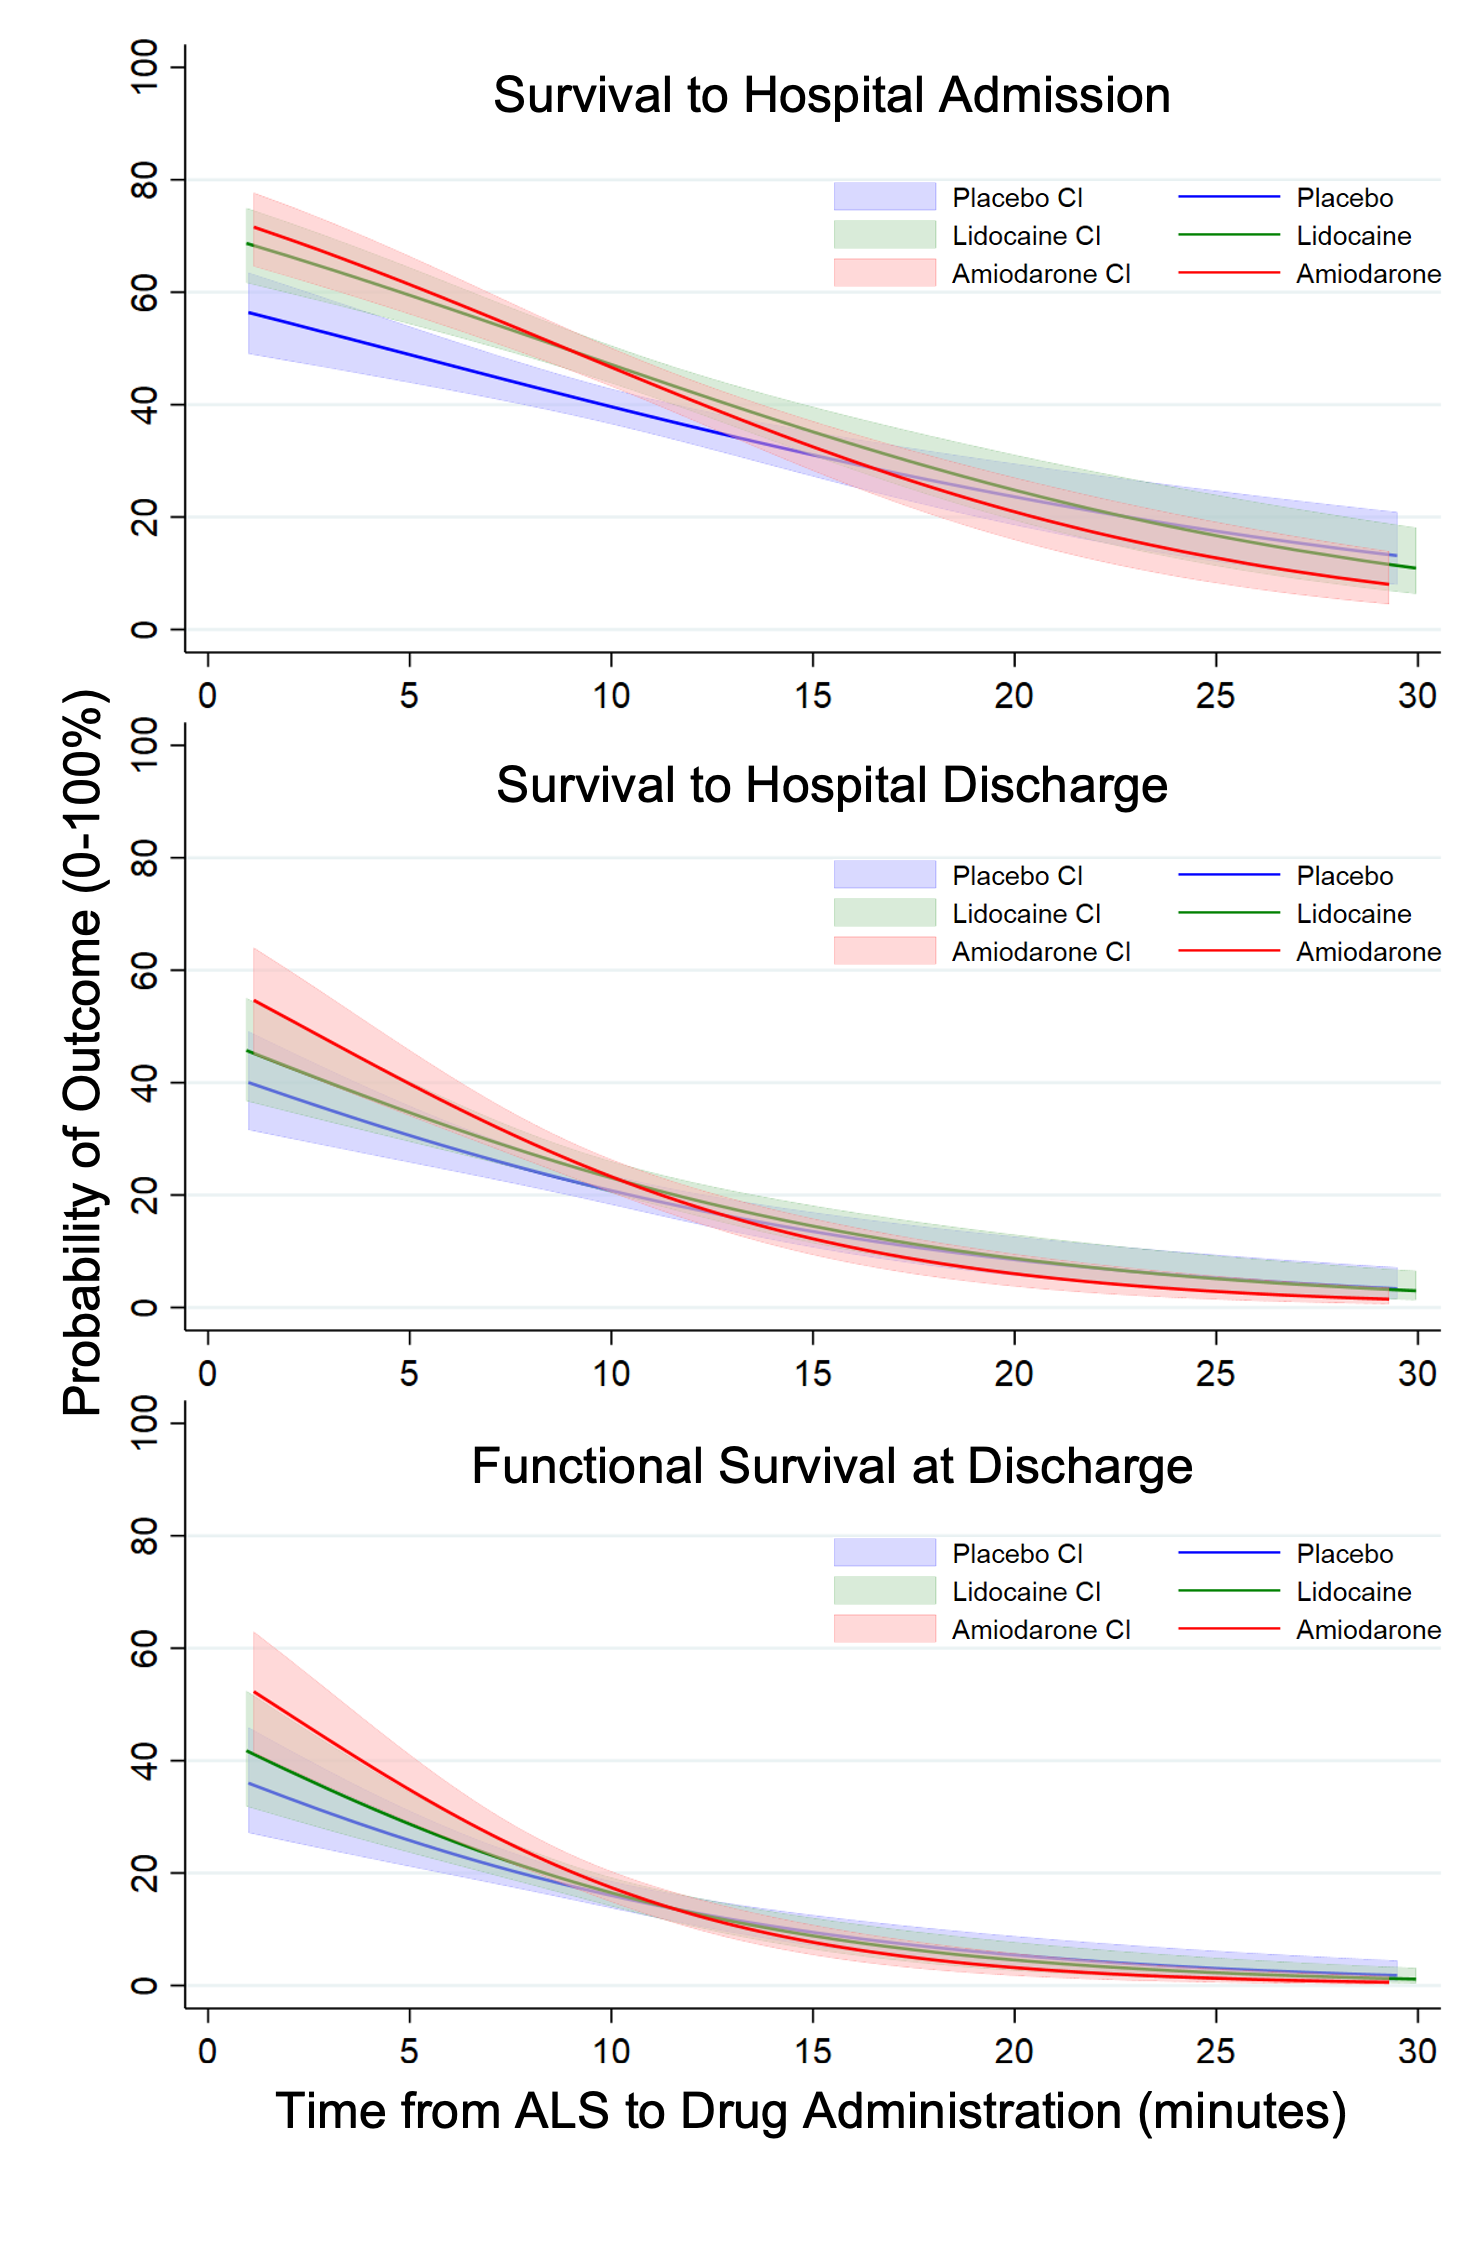 Probability of Outcome (0-100%)
Survival to Hospital Admission
100
80
60
40
20
0
Placebo CI
Placebo
Lidocaine CI
Lidocaine
Amiodarone CI
Amiodarone
0 5 10 15 20 25 30
Survival to Hospital Discharge
100
80
60
40
20
0
Placebo CI
Placebo
Lidocaine CI
Lidocaine
Amiodarone CI
Amiodarone
0 5 10 15 20 25 30
Functional Survival at Discharge
100
80
60
40
20
0
Placebo CI
Placebo
Lidocaine CI
Lidocaine
Amiodarone CI
Amiodarone
0 5 10 15 20 25 30
Time from ALS to Drug Administration (minutes)